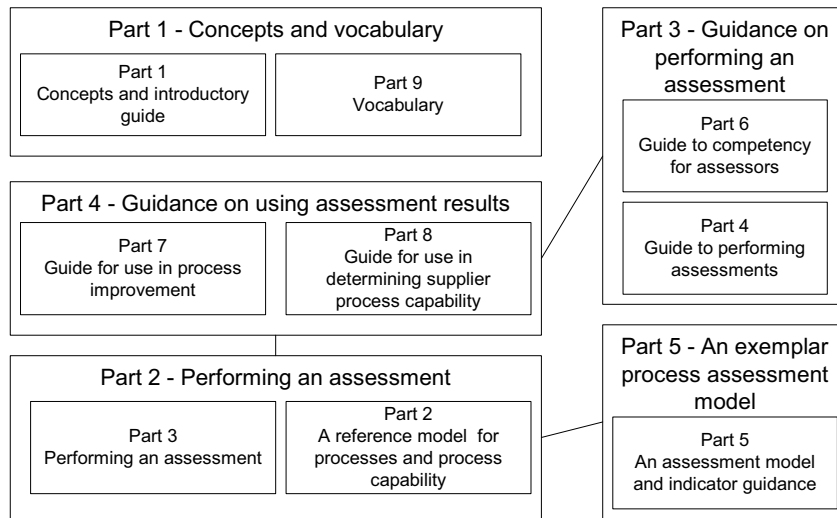 Part 1 - Concepts and vocabulary
Part 1
Concepts and introductory
guide
Part 9
Vocabulary
Part 4 - Guidance on using assessment results
Part 7
Guide for use in process
improvement
Part 8
Guide for use in
determining supplier
process capability
Part 2 - Performing an assessment
Part 3
Performing an assessment
Part 2
A reference model for
processes and process
capability
Part 3 - Guidance on
performing an
assessment
Part 6
Guide to competency
for assessors
Part 4
Guide to performing
assessments
Part 5 - An exemplar
process assessment
model
Part 5
An assessment model
and indicator guidance